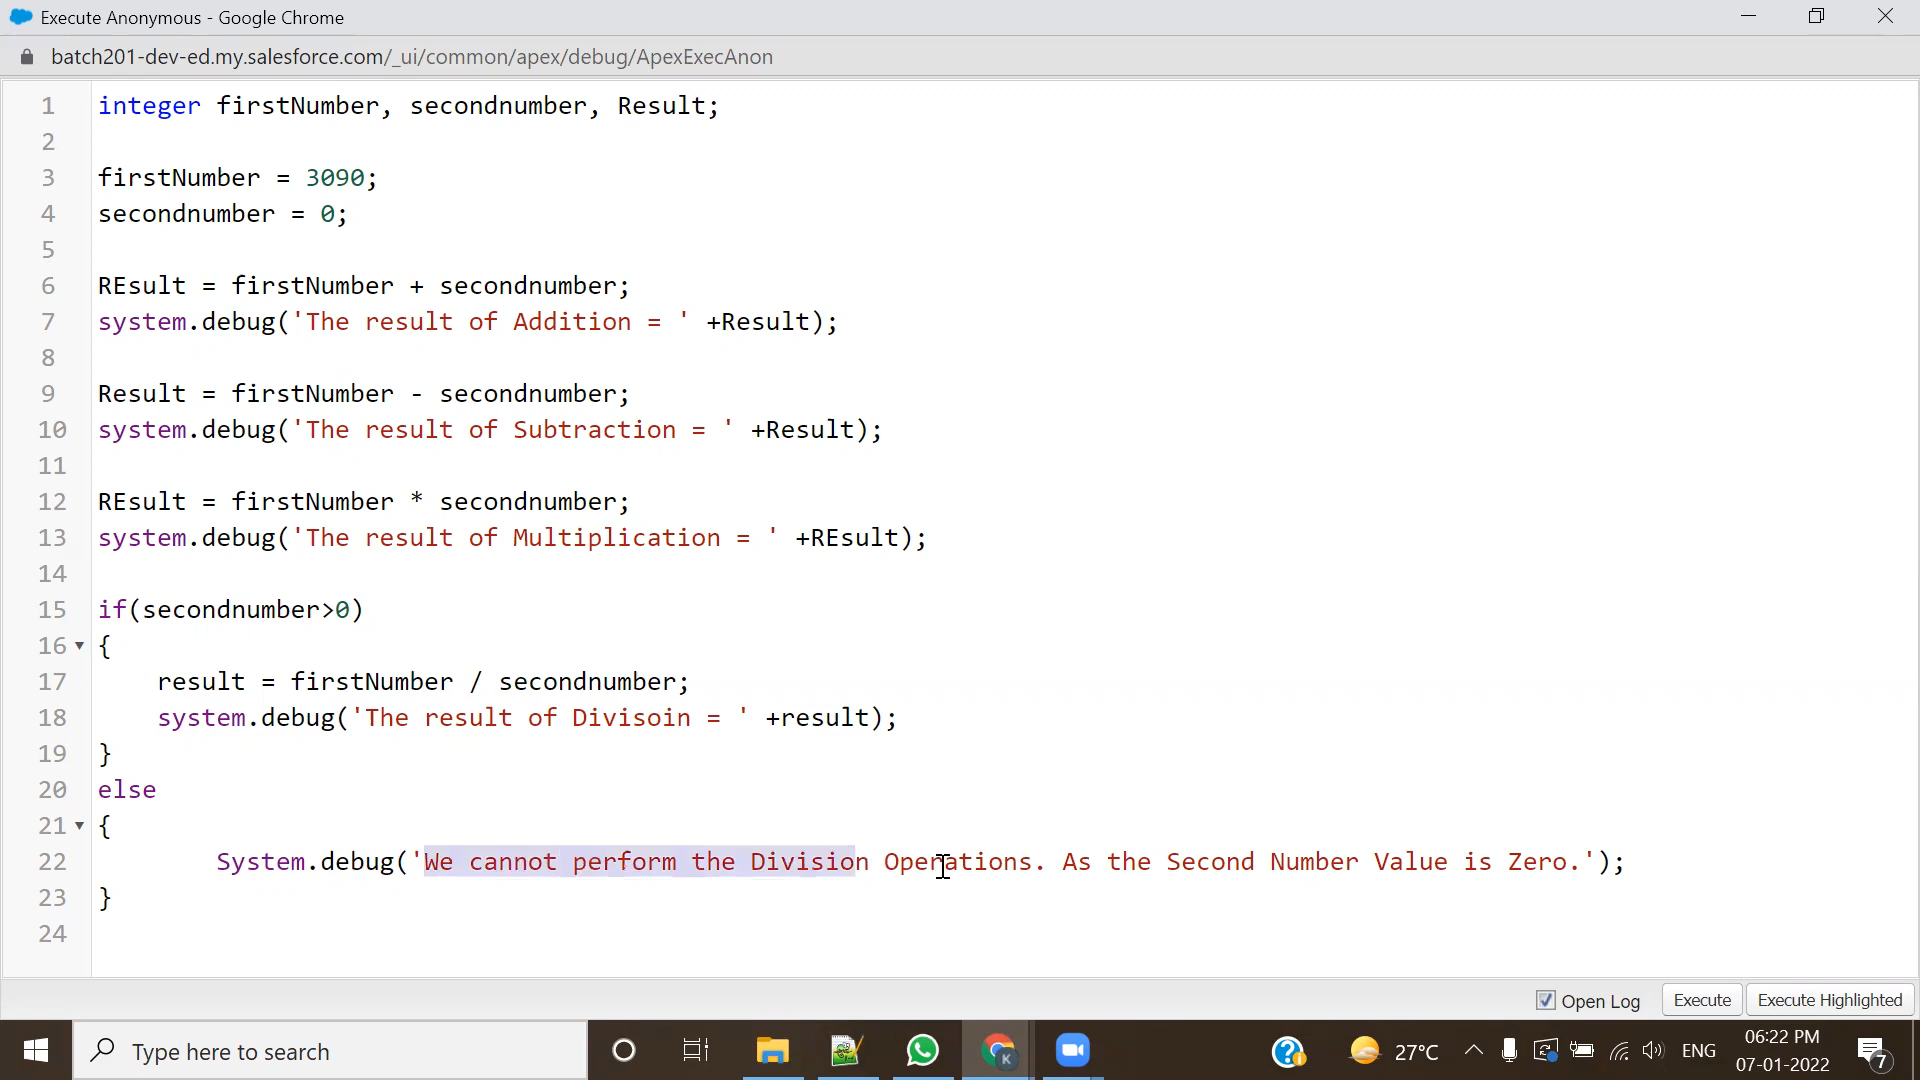 Execute Anonymous - Google Chrome
batch201-dev-ed.my.salesforce.com/_ui/common/apex/debug/ApexExecAnon
1 integer firstNumber, secondnumber, Result;
2
3 firstNumber = 3090;
4 secondnumber = 0;
5
6 REsult = firstNumber + secondnumber;
7 system.debug('The result of Addition = ' +Result);
8
9 Result = firstNumber - secondnumber;
10 system.debug('The result of Subtraction = ' +Result);
11
12 REsult = firstNumber * secondnumber;
13 system.debug('The result of Multiplication = ' +REsult);
14
15 if(secondnumber>0)
16 {
17 result = firstNumber / secondnumber;
18 system.debug('The result of Divisoin = ' +result);
19 }
20 else
21 {
22 System.debug('We cannot perform the Division Operations. As the Second Number Value is Zero.');
23 }
24
Open Log Execute Execute Highlighted
Type here to search
K
27°C
ENG
06:22 PM
07-01-2022
7